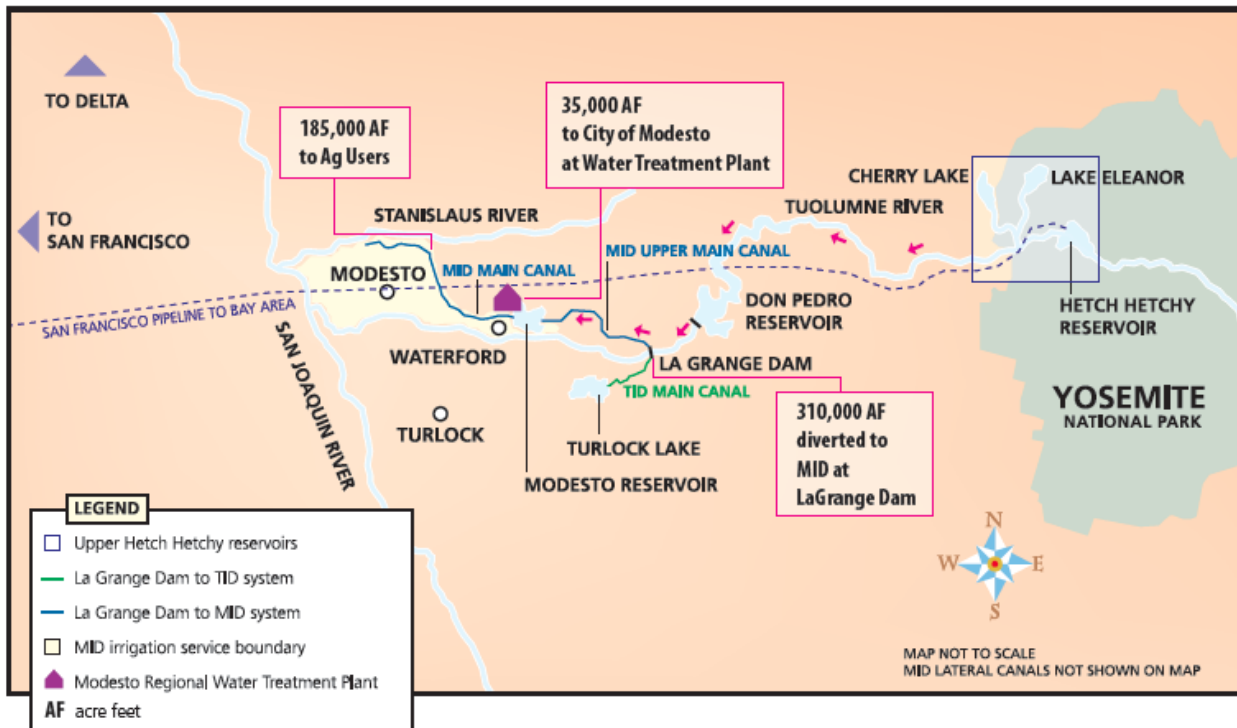 TO DELTA
185,000 AF
to Ag Users
35,000 AF
to City of Modesto
at Water Treatment Plant
CHERRY LAKE
LAKE ELEANOR
TO
SAN FRANCISCO
STANISLAUS RIVER
TUOLUMNE RIVER
MID UPPER MAIN CANAL
MODESTO
MID MAIN CANAL
SAN FRANCISCO PIPELINE TO BAY AREA
DON PEDRO
RESERVOIR
HETCH HETCHY
RESERVOIR
SAN JOAQUIN RIVER
WATERFORD
LA GRANGE DAM
TID MAIN CANAL
YOSEMITE
NATIONAL PARK
TURLOCK
TURLOCK LAKE
MODESTO RESERVOIR
310,000 AF
diverted to
MID at
LaGrange Dam
LEGEND
Upper Hetch Hetchy reservoirs
La Grange Dam to TID system
La Grange Dam to MID system
MID irrigation service boundary
Modesto Regional Water Treatment Plant
AF acre feet
N
W E
S
MAP NOT TO SCALE
MID LATERAL CANALS NOT SHOWN ON MAP